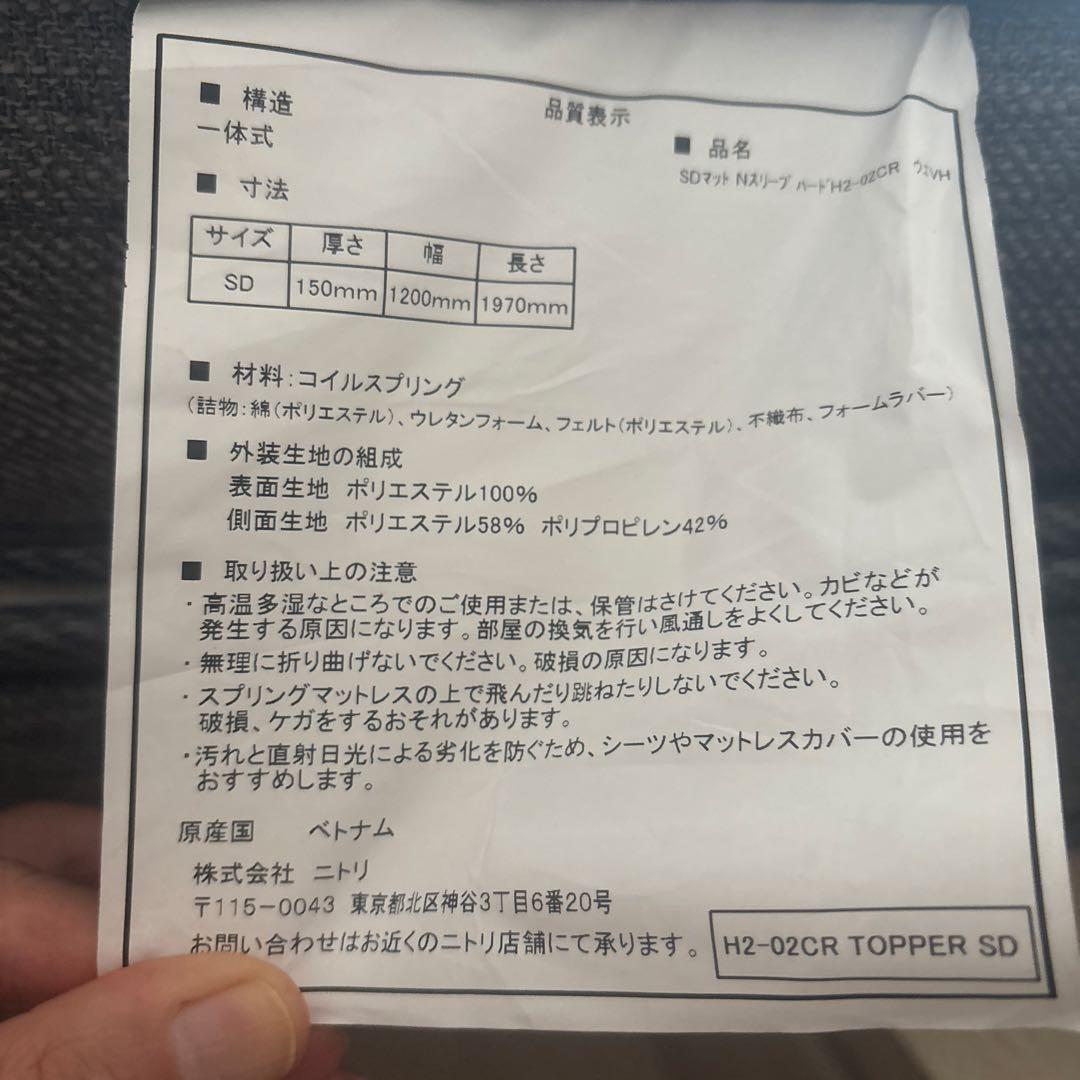 品質表示
■ 構造
一体式
■ 品名
SDマット Nスリープ ハードH2-02CR ウエVH
■ 寸法
サイズ 厚さ 幅 長さ
SD 150mm 1200mm 1970mm
■ 材料:コイルスプリング
(詰物:綿(ポリエステル)、ウレタンフォーム、フェルト(ポリエステル)、不織布、フォームラバー)
■ 外装生地の組成
表面生地 ポリエステル100%
側面生地 ポリエステル58% ポリプロピレン42%
■ 取り扱い上の注意
・高温多湿なところでのご使用または、保管はさけてください。カビなどが
発生する原因になります。部屋の換気を行い風通しをよくしてください。
・無理に折り曲げないでください。破損の原因になります。
・スプリングマットレスの上で飛んだり跳ねたりしないでください。
破損、ケガをするおそれがあります。
・汚れと直射日光による劣化を防ぐため、シーツやマットレスカバーの使用を
おすすめします。
原産国 ベトナム
株式会社 ニトリ
〒115-0043 東京都北区神谷3丁目6番20号
お問い合わせはお近くのニトリ店舗にて承ります。
H2-02CR TOPPER SD